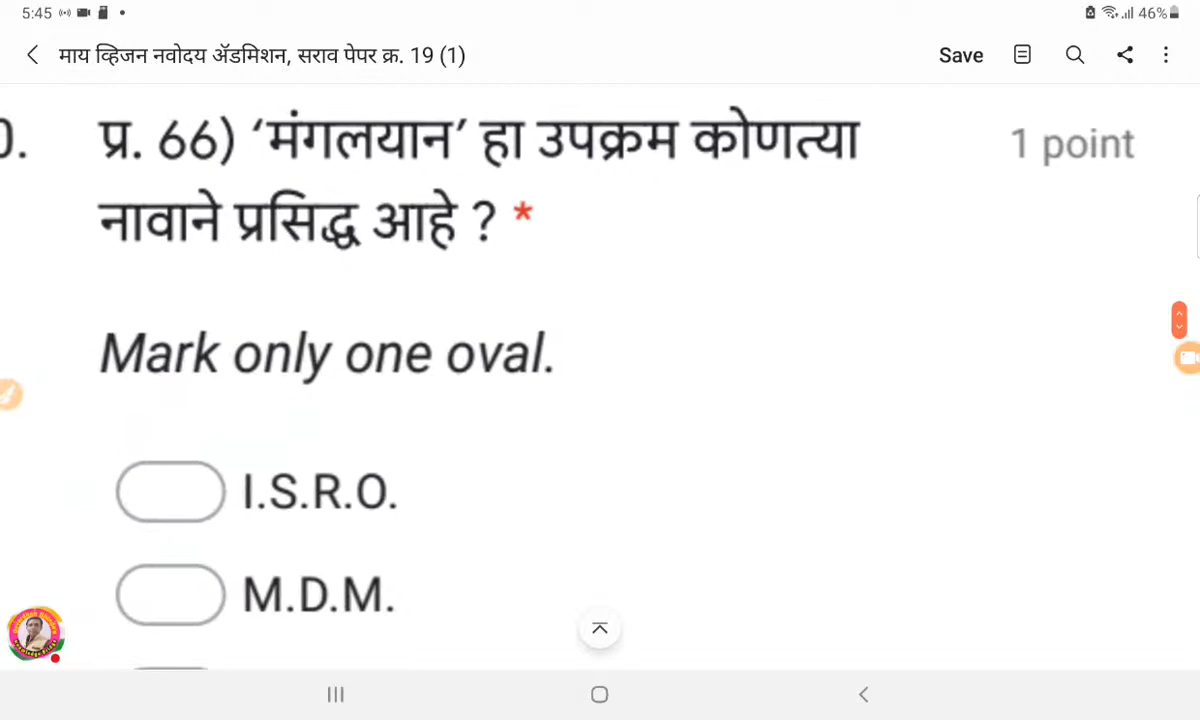 5:45
46%
माय व्हिजन नवोदय ॲडमिशन, सराव पेपर क्र. 19 (1)
Save
प्र. 66) ‘मंगलयान’ हा उपक्रम कोणत्या
1 point
नावाने प्रसिद्ध आहे ? *
Mark only one oval.
I.S.R.O.
M.D.M.